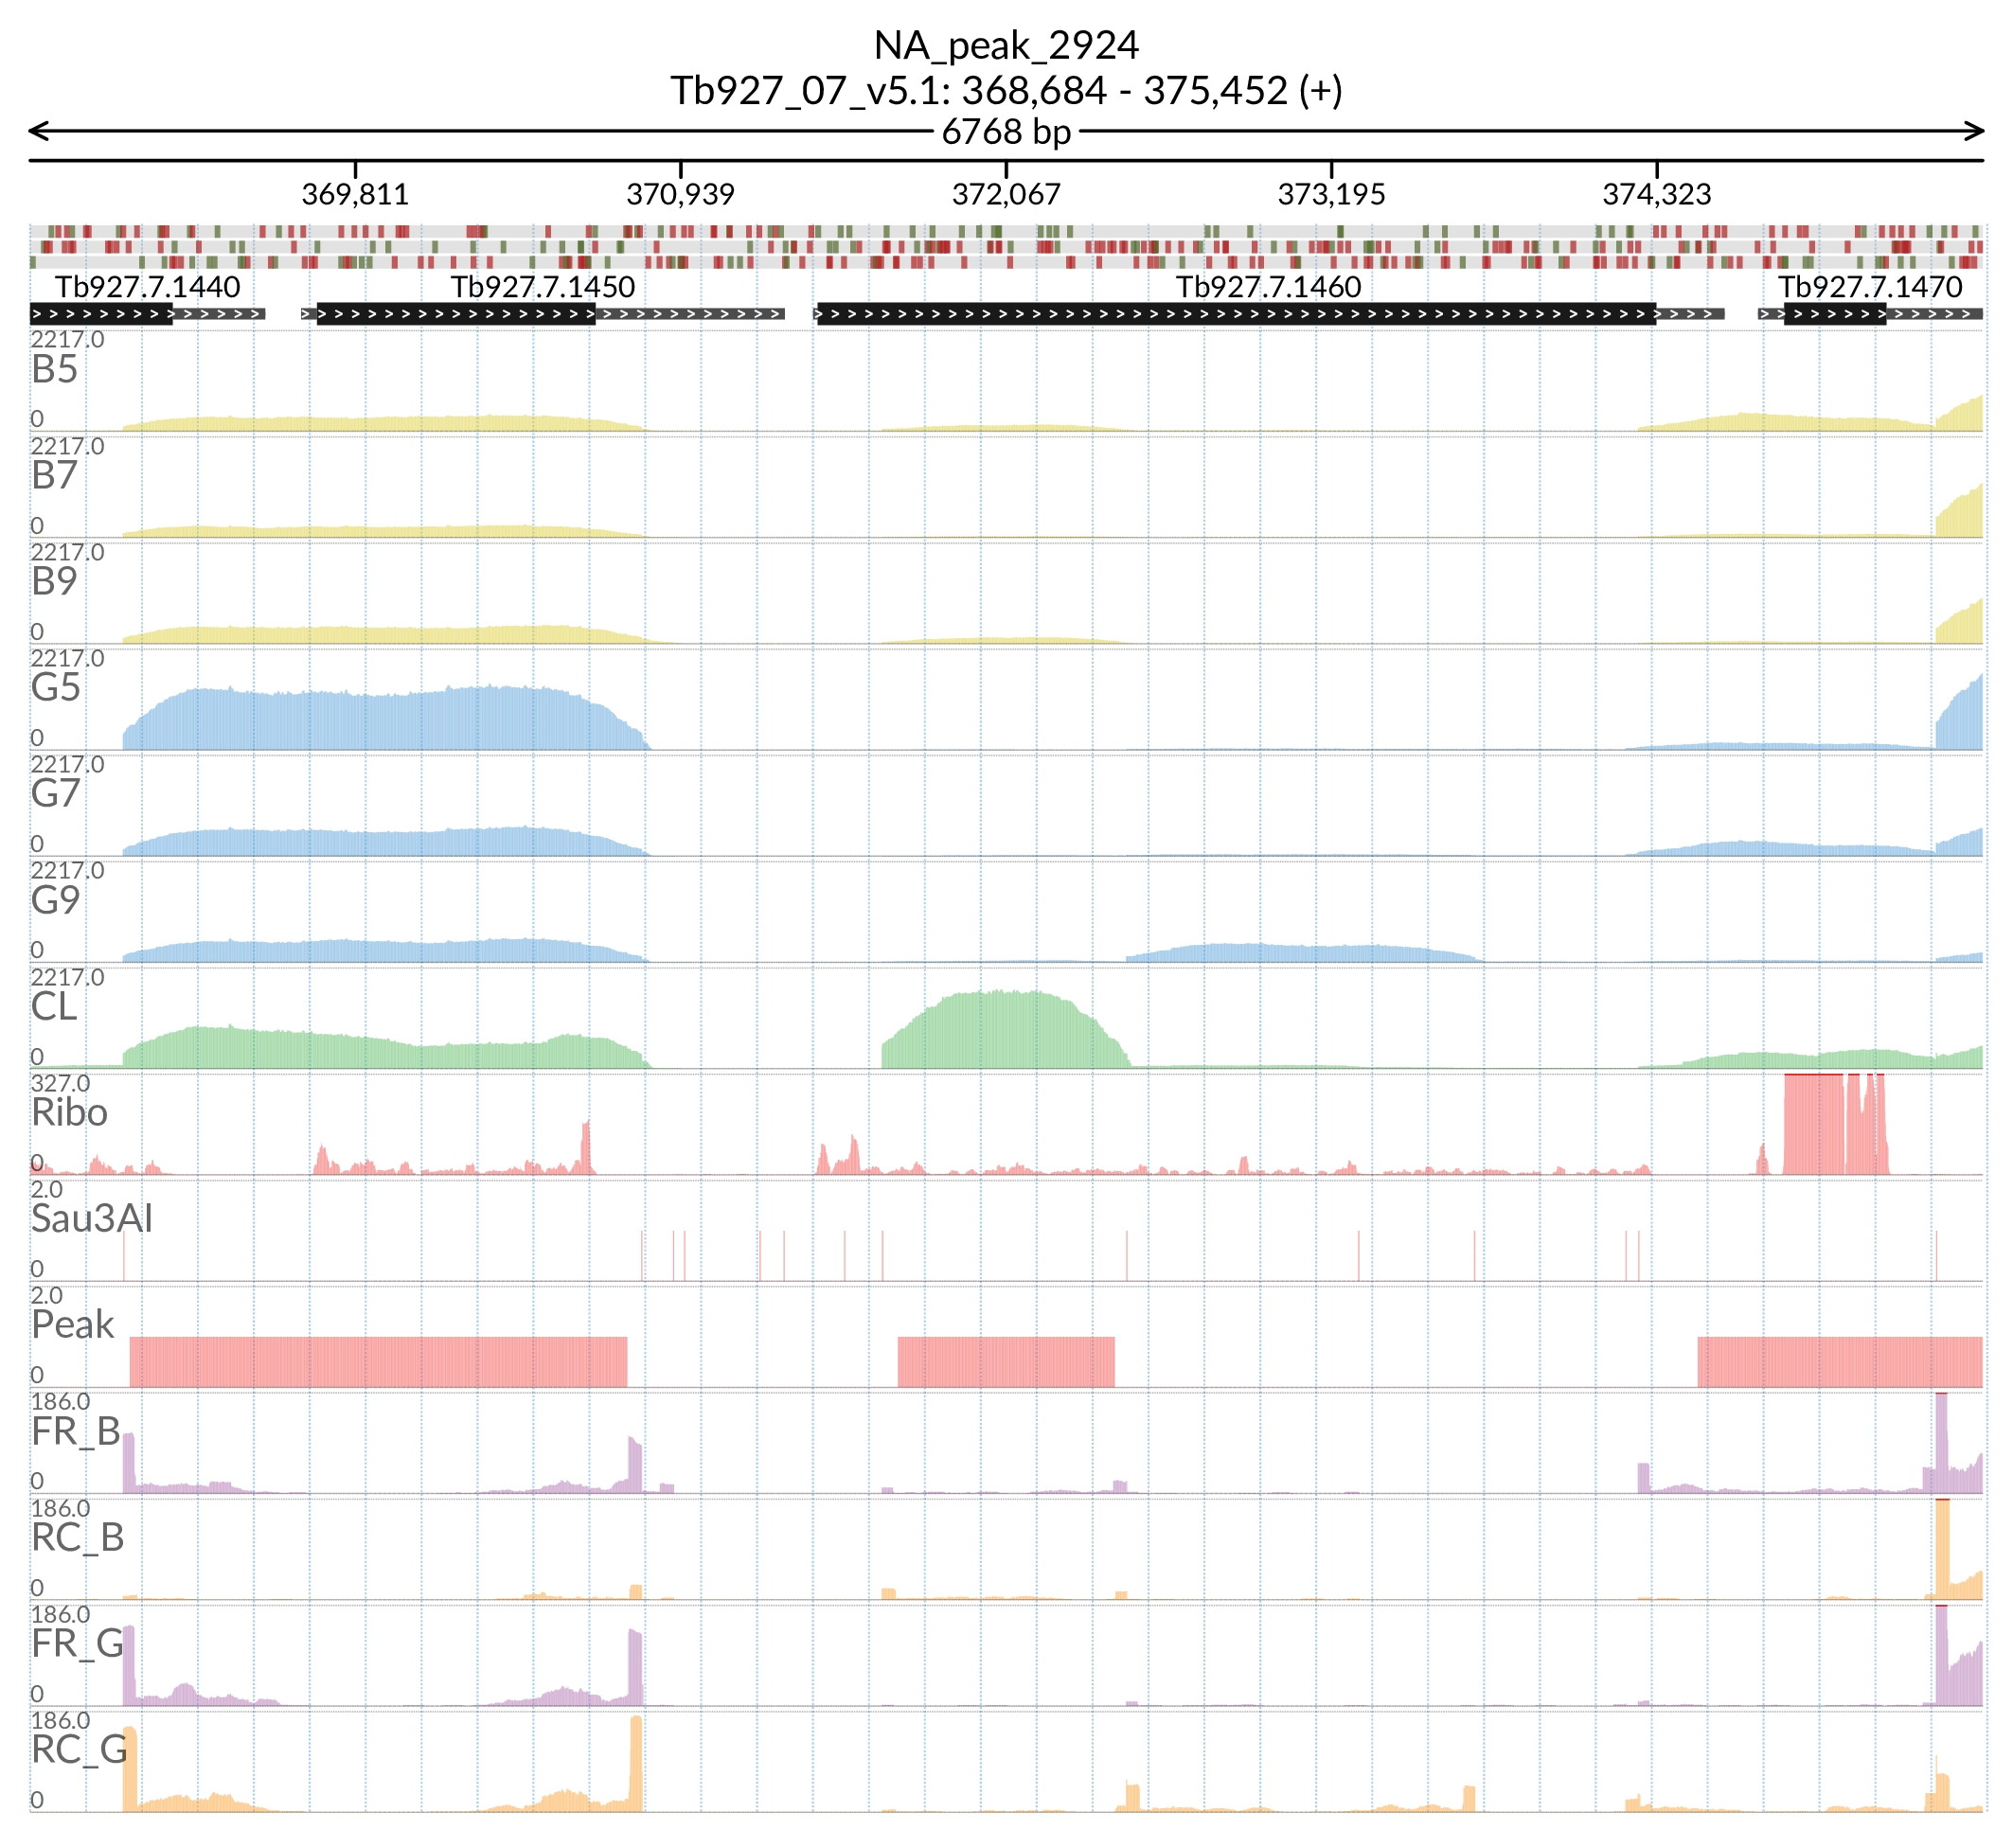 NA_peak_2924
Tb927_07_v5.1: 368,684 - 375,452 (+)
6768 bp
369,811 370,939 372,067 373,195 374,323
Tb927.7.1440 Tb927.7.1450 Tb927.7.1460 Tb927.7.1470
2217.0
B5
0
2217.0
B7
0
2217.0
B9
0
2217.0
G5
0
2217.0
G7
0
2217.0
G9
0
2217.0
CL
0
327.0
Ribo
0
2.0
Sau3AI
0
2.0
Peak
0
186.0
FR_B
0
186.0
RC_B
0
186.0
FR_G
0
186.0
RC_G
0